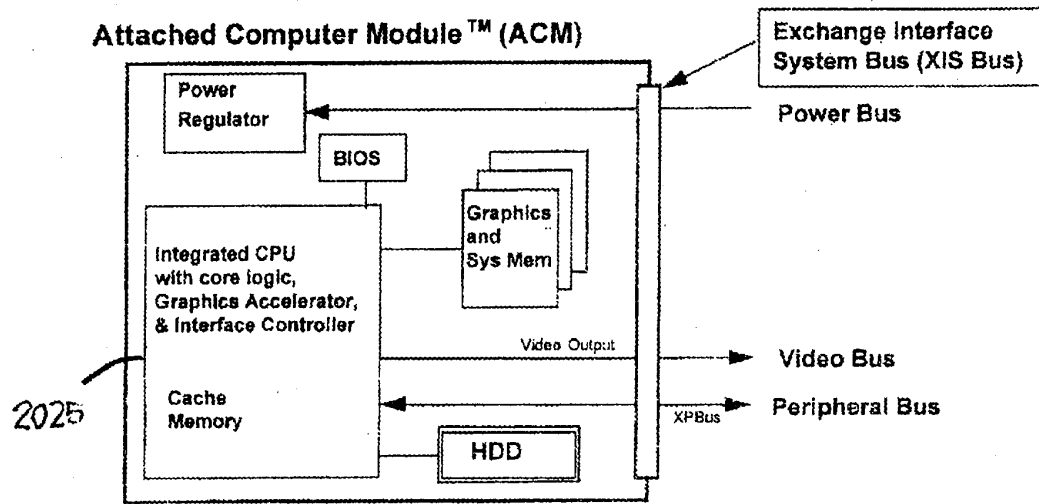 Attached Computer Module™ (ACM)
Exchange Interface
System Bus (XIS Bus)
Power
Regulator
Power Bus
BIOS
Graphics
and
Sys Mem
Integrated CPU
with core logic,
Graphics Accelerator,
& Interface Controller
Video Output
Video Bus
2025
Cache
Memory
XPBus
Peripheral Bus
HDD